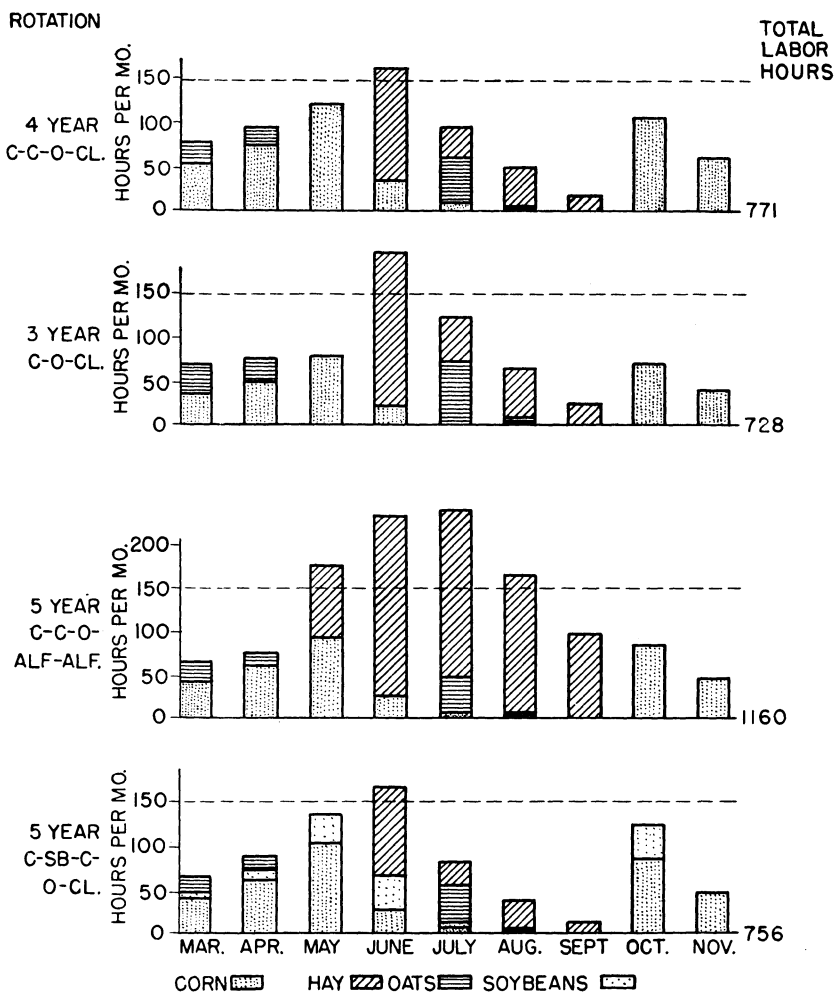 ROTATION
TOTAL
LABOR
HOURS
4 YEAR
C-C-O-CL.
HOURS PER MO.
150
100
50
0
771
3 YEAR
C-O-CL.
HOURS PER MO.
150
100
50
0
728
5 YEAR
C-C-O-
ALF-ALF.
HOURS PER MO.
200
150
100
50
0
1160
5 YEAR
C-SB-C-
O-CL.
HOURS PER MO.
150
100
50
0
756
MAR. APR. MAY JUNE JULY AUG. SEPT OCT. NOV.
CORN HAY OATS SOYBEANS